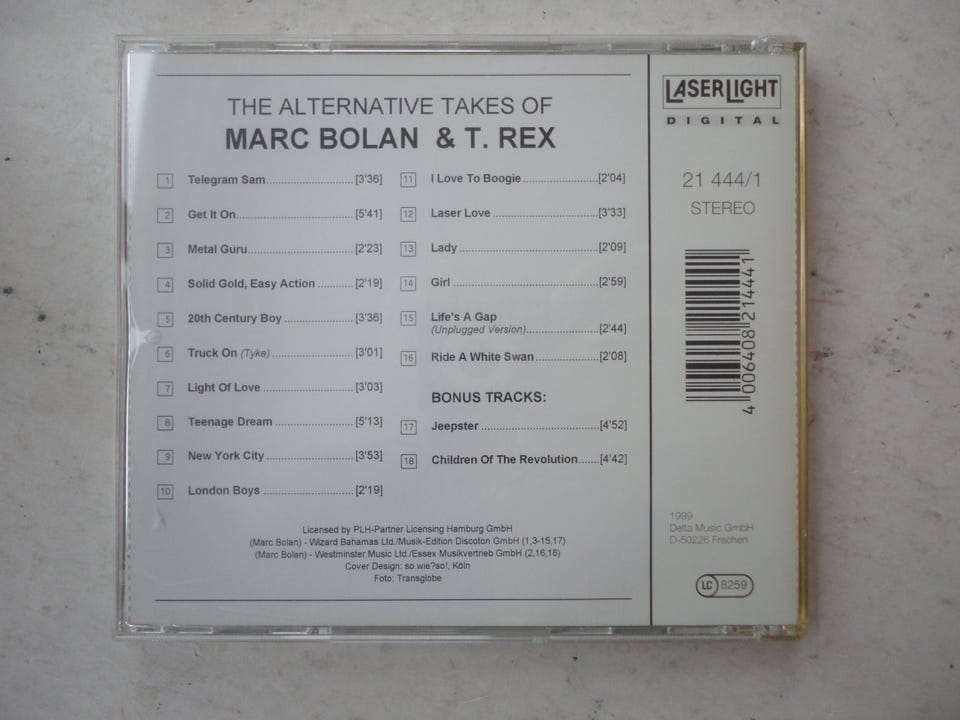 THE ALTERNATIVE TAKES OF
MARC BOLAN & T. REX
1 Telegram Sam........................[3'36]
2 Get It On.................................[5'41]
3 Metal Guru.............................[2'23]
4 Solid Gold, Easy Action ..........[2'19]
5 20th Century Boy ...................[3'36]
6 Truck On (Tyke) ......................[3'01]
7 Light Of Love .........................[3'03]
8 Teenage Dream ......................[5'13]
9 New York City ........................[3'53]
10 London Boys .........................[2'19]
11 I Love To Boogie .....................[2'04]
12 Laser Love .............................[3'33]
13 Lady .......................................[2'09]
14 Girl .........................................[2'59]
15 Life's A Gap
(Unplugged Version)....................[2'44]
16 Ride A White Swan .................[2'08]
BONUS TRACKS:
17 Jeepster .................................[4'52]
18 Children Of The Revolution......[4'42]
Licensed by PLH-Partner Licensing Hamburg GmbH
(Marc Bolan) - Wizard Bahamas Ltd./Musik-Edition Discoton GmbH (1,3-15,17)
(Marc Bolan) - Westminster Music Ltd./Essex Musikvertrieb GmbH (2,16,18)
Cover Design: so.wie?so!, Köln
Foto: Transglobe
LASERLIGHT
DIGITAL
21 444/1
STEREO
4 006408 214441
1999
Delta Music GmbH
D-50226 Frechen
LC 8259